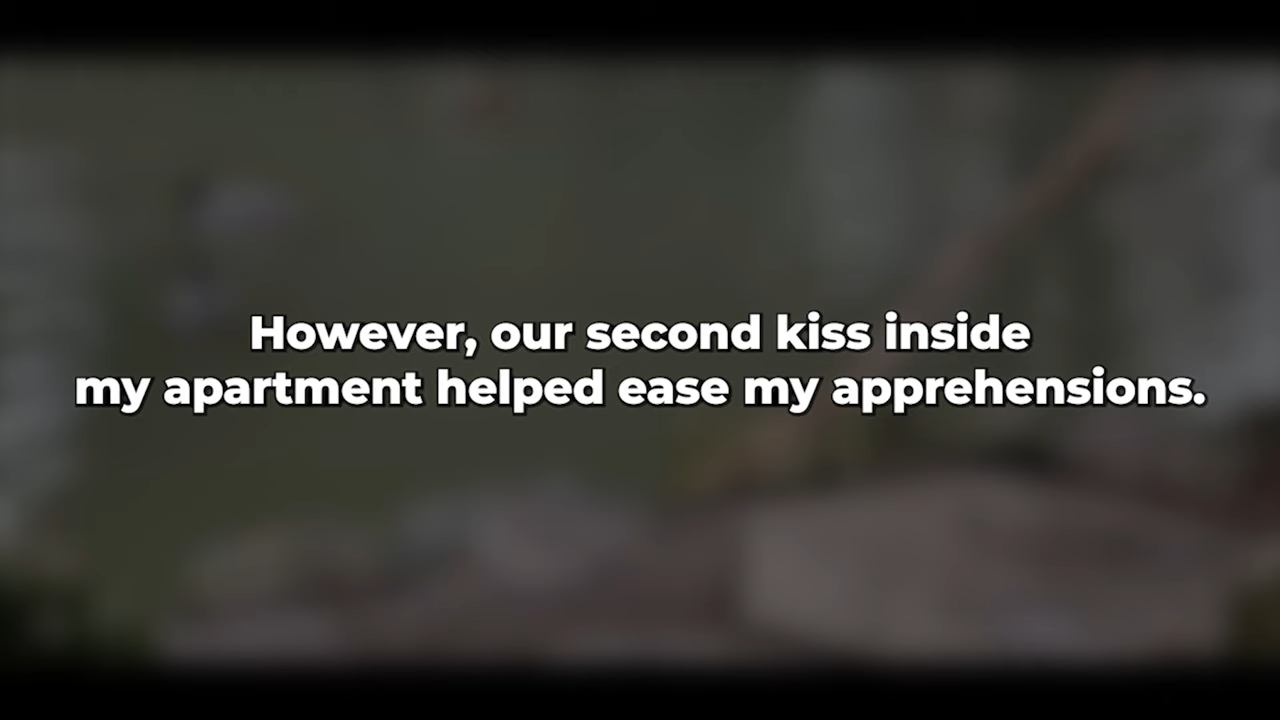 However, our second kiss inside
my apartment helped ease my apprehensions.